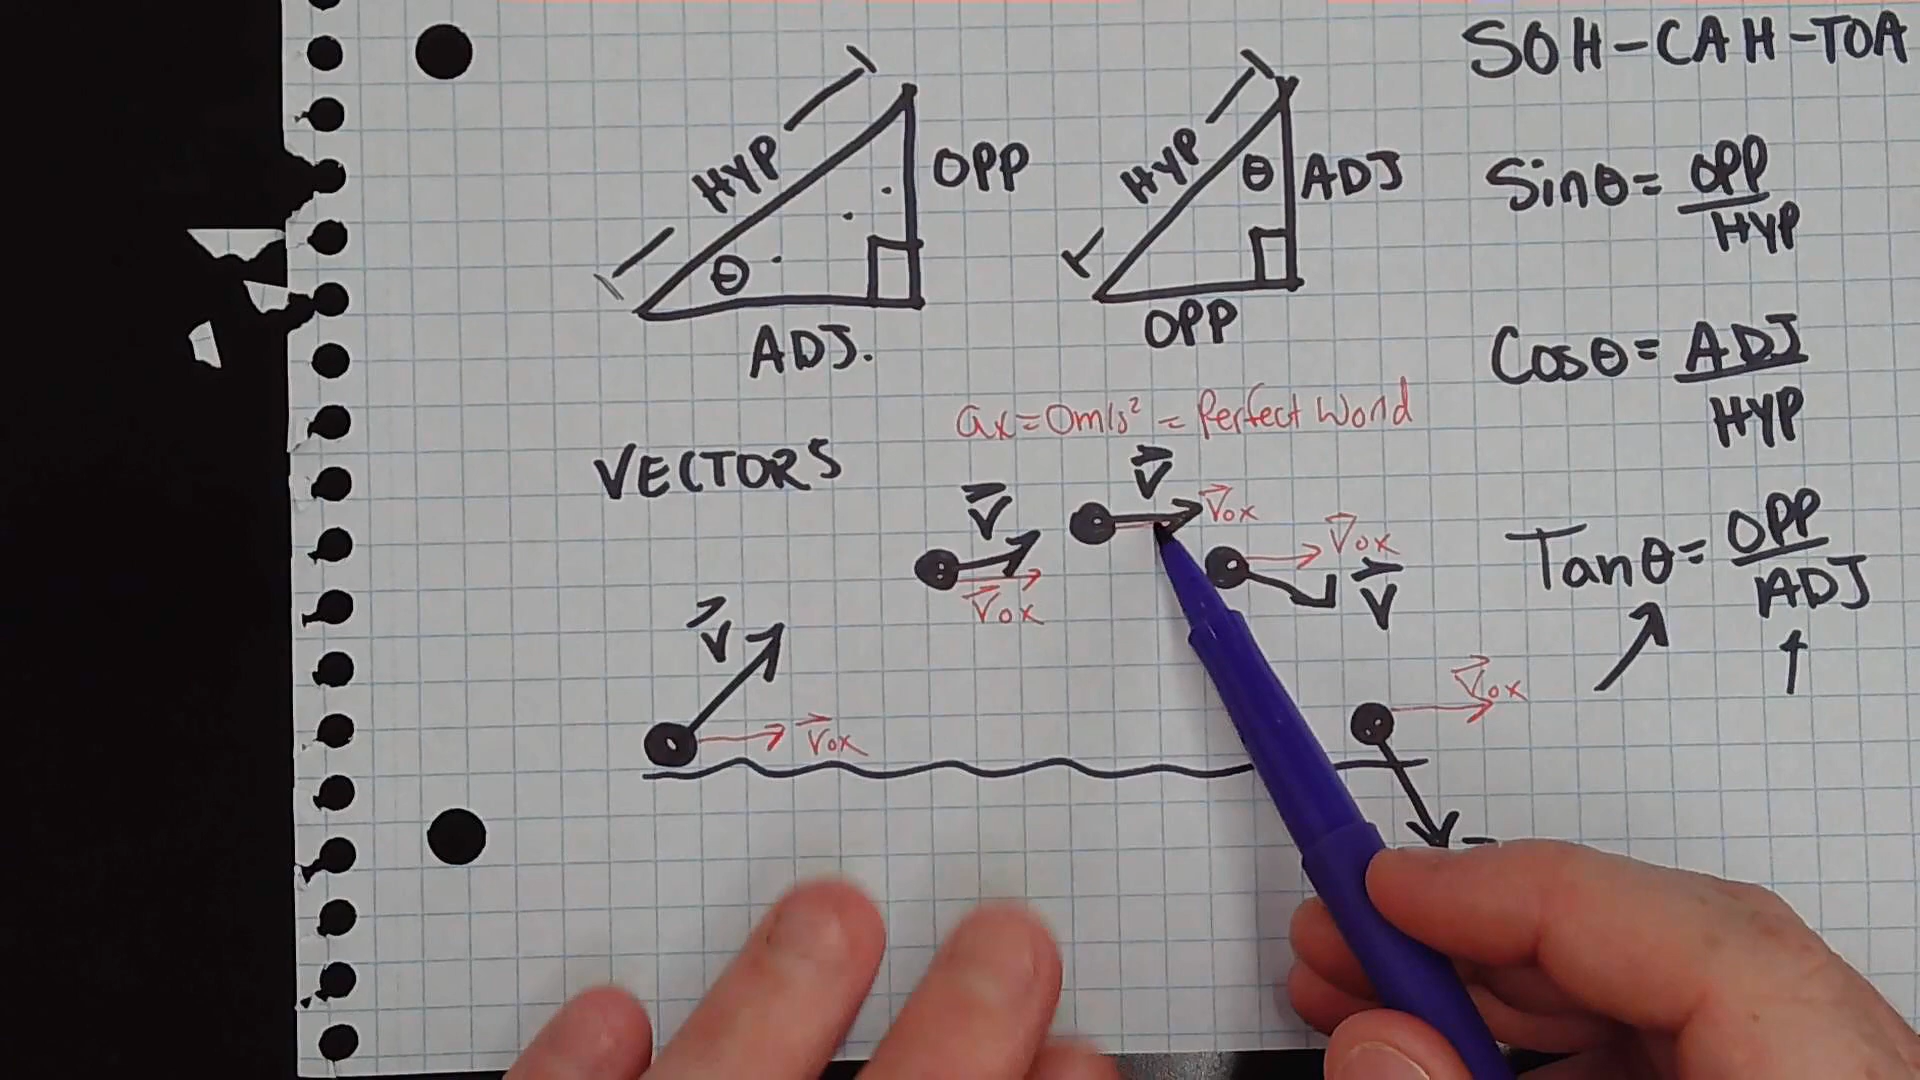 SOH-CAH-TOA
HYP
OPP
θ
ADJ.
HYP
θ
ADJ
OPP
Sinθ = OPP/HYP
Cosθ = ADJ/HYP
Tanθ = OPP/ADJ
ax = 0m/s² = Perfect World
VECTORS
V
Vox
V
Vox
V
Vox
Vox
V
Vox